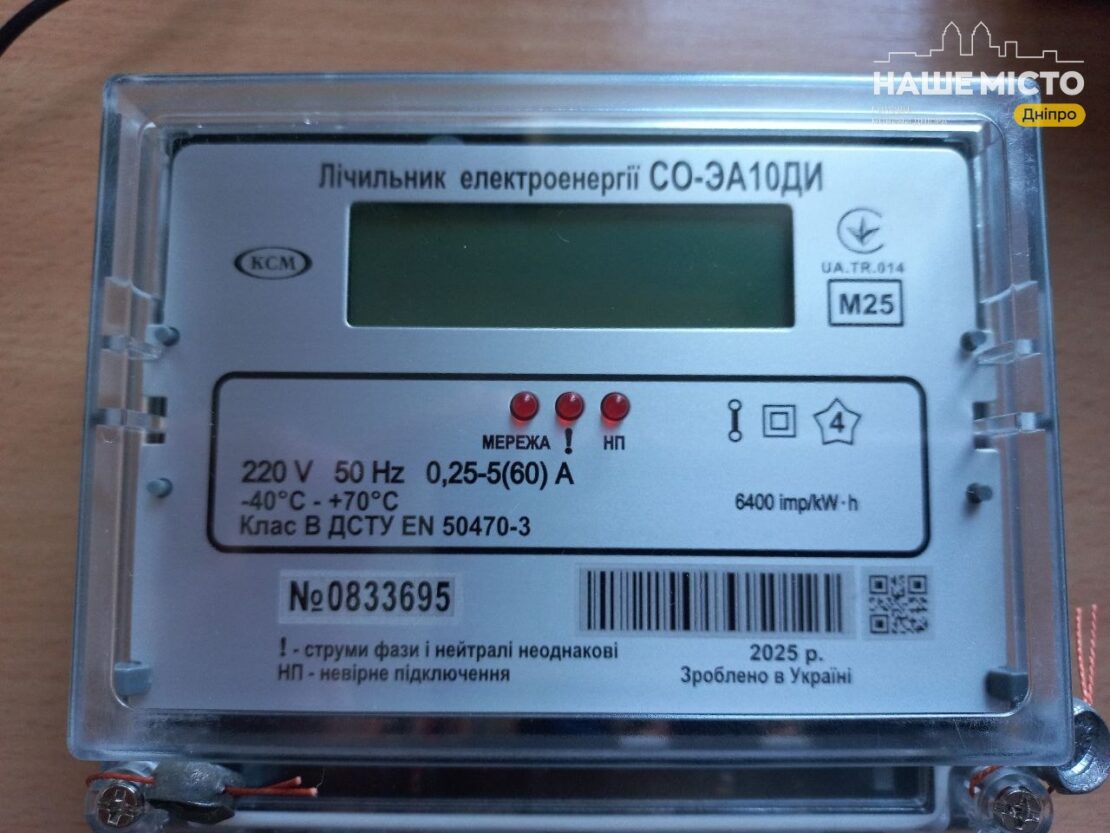 НАШЕ МІСТО
Дніпро
Лічильник електроенергії СО-ЭА10ДИ
КСМ
UA.TR.014
М25
МЕРЕЖА ! НП
4
220 V 50 Hz 0,25-5(60) А
-40°С - +70°С
6400 imp/kW·h
Клас В ДСТУ EN 50470-3
№0833695
! - струми фази і нейтралі неоднакові
НП - невірне підключення
2025 р.
Зроблено в Україні